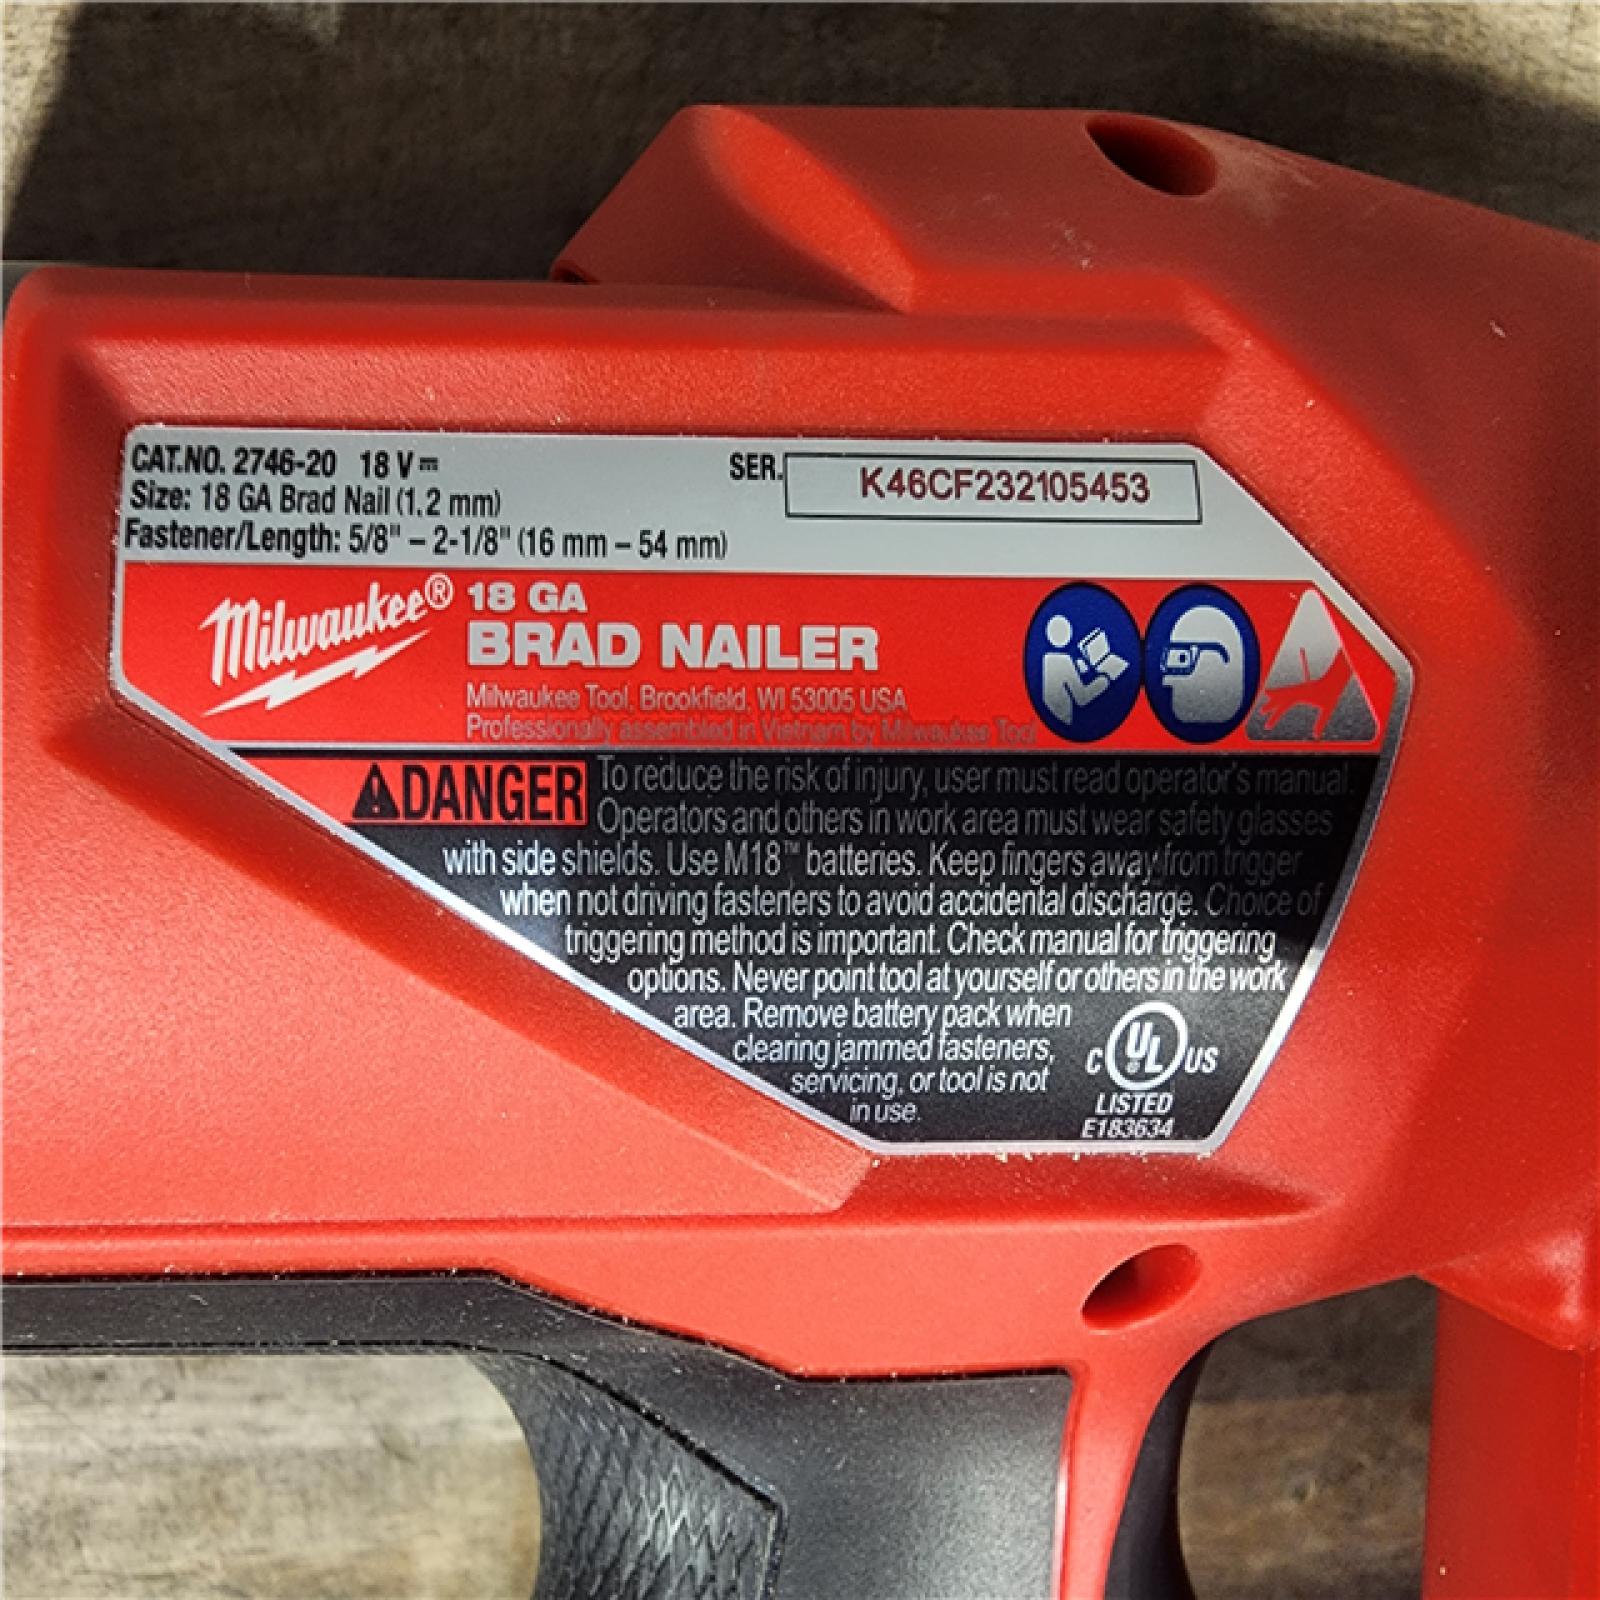 CAT.NO. 2746-20 18 V ⎓
SER. K46CF232105453
Size: 18 GA Brad Nail (1.2 mm)
Fastener/Length: 5/8" – 2-1/8" (16 mm – 54 mm)
Milwaukee® 18 GA
BRAD NAILER
Milwaukee Tool, Brookfield, WI 53005 USA
Professionally assembled in Vietnam by Milwaukee Tool
DANGER To reduce the risk of injury, user must read operator's manual.
Operators and others in work area must wear safety glasses
with side shields. Use M18™ batteries. Keep fingers away from trigger
when not driving fasteners to avoid accidental discharge. Choice of
triggering method is important. Check manual for triggering
options. Never point tool at yourself or others in the work
area. Remove battery pack when
clearing jammed fasteners,
servicing, or tool is not
in use.
C UL US
LISTED
E183634